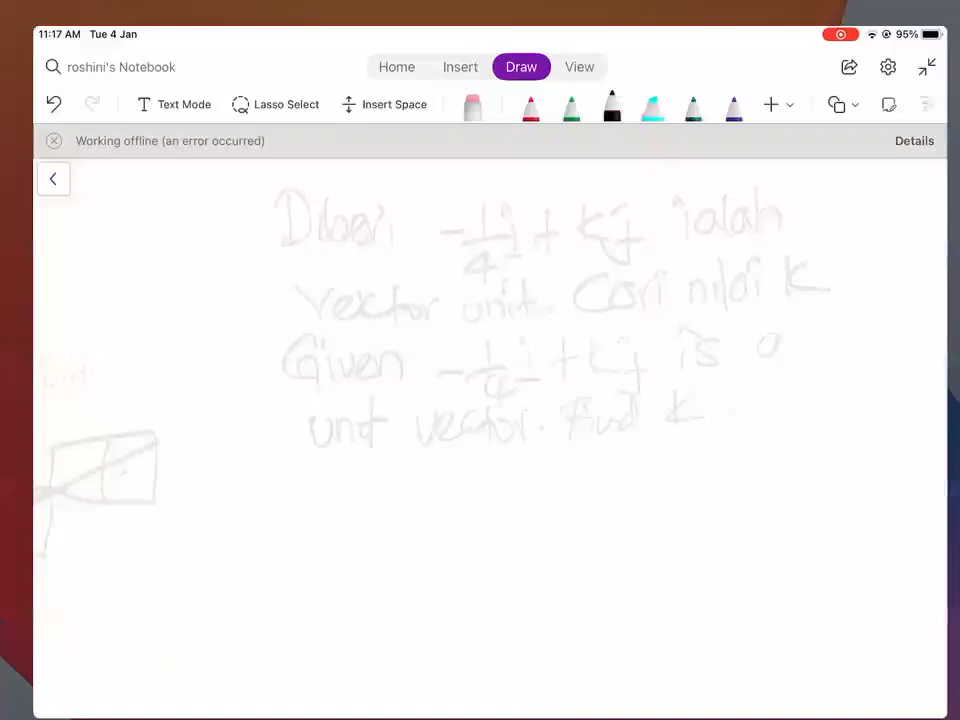 11:17 AM Tue 4 Jan 95%
roshini's Notebook Home Insert Draw View
Text Mode Lasso Select Insert Space
Working offline (an error occurred) Details
Diberi -1/4 i + kj ialah
vector unit. Cari nilai K
Given -1/4 i + kj is a
unit vector. Find K.